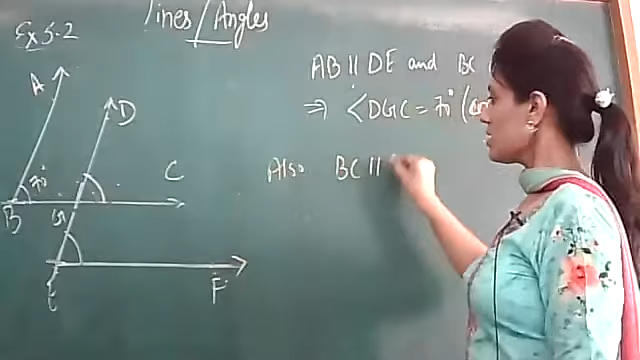 Ex 5.2
Lines/Angles
AB || DE and BC
⇒ ∠DGC = 70° (
Also BC ||
A
D
70°
C
B
G
E
F